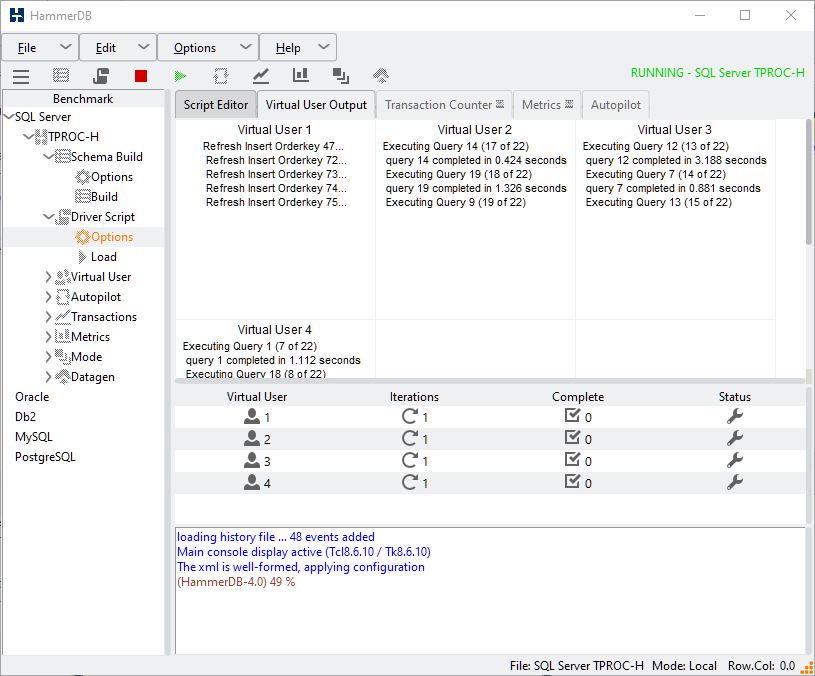 HammerDB
File Edit Options Help
RUNNING - SQL Server TPROC-H
Benchmark
SQL Server
TPROC-H
Schema Build
Options
Build
Driver Script
Options
Load
Virtual User
Autopilot
Transactions
Metrics
Mode
Datagen
Oracle
Db2
MySQL
PostgreSQL
Script Editor Virtual User Output Transaction Counter Metrics Autopilot
Virtual User 1
Refresh Insert Orderkey 47...
Refresh Insert Orderkey 72...
Refresh Insert Orderkey 73...
Refresh Insert Orderkey 74...
Refresh Insert Orderkey 75...
Virtual User 2
Executing Query 14 (17 of 22)
query 14 completed in 0.424 seconds
Executing Query 19 (18 of 22)
query 19 completed in 1.326 seconds
Executing Query 9 (19 of 22)
Virtual User 3
Executing Query 12 (13 of 22)
query 12 completed in 3.188 seconds
Executing Query 7 (14 of 22)
query 7 completed in 0.881 seconds
Executing Query 13 (15 of 22)
Virtual User 4
Executing Query 1 (7 of 22)
query 1 completed in 1.112 seconds
Executing Query 18 (8 of 22)
Virtual User Iterations Complete Status
1 1 0
2 1 0
3 1 0
4 1 0
loading history file ... 48 events added
Main console display active (Tcl8.6.10 / Tk8.6.10)
The xml is well-formed, applying configuration
(HammerDB-4.0) 49 %
File: SQL Server TPROC-H Mode: Local Row.Col: 0.0